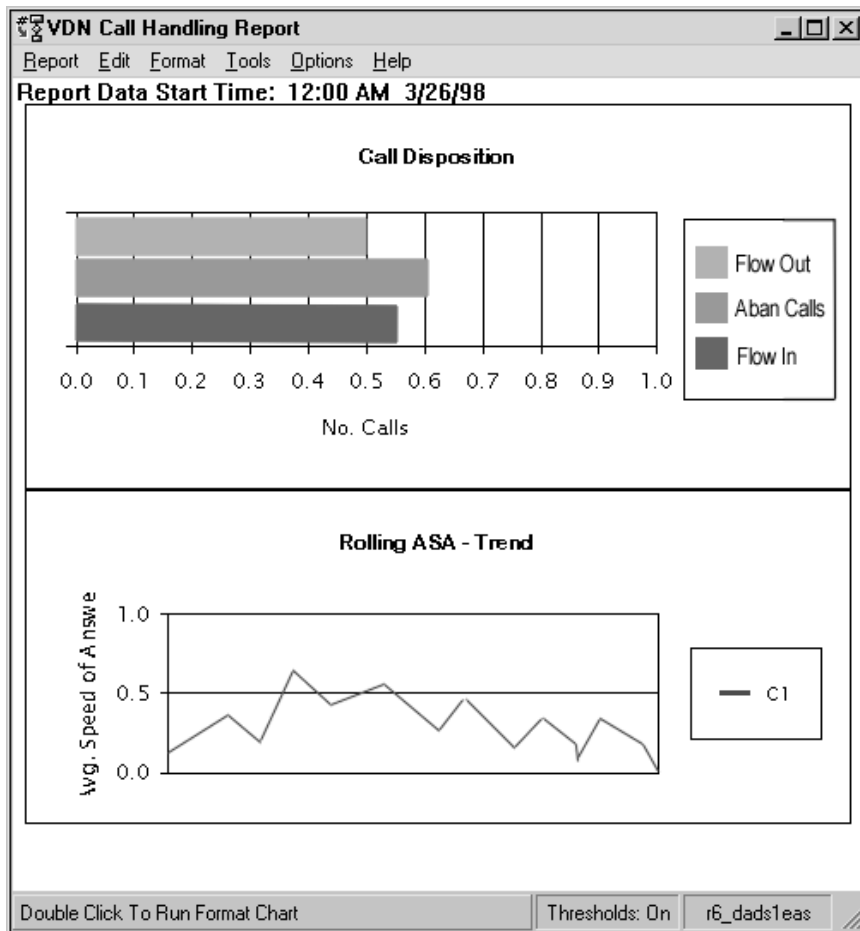 VDN Call Handling Report
Report Edit Format Tools Options Help
Report Data Start Time: 12:00 AM 3/26/98
Call Disposition
Flow Out
Aban Calls
Flow In
0.0 0.1 0.2 0.3 0.4 0.5 0.6 0.7 0.8 0.9 1.0
No. Calls
Rolling ASA - Trend
Avg. Speed of Answe
1.0
0.5
0.0
C1
Double Click To Run Format Chart
Thresholds: On
r6_dads1eas